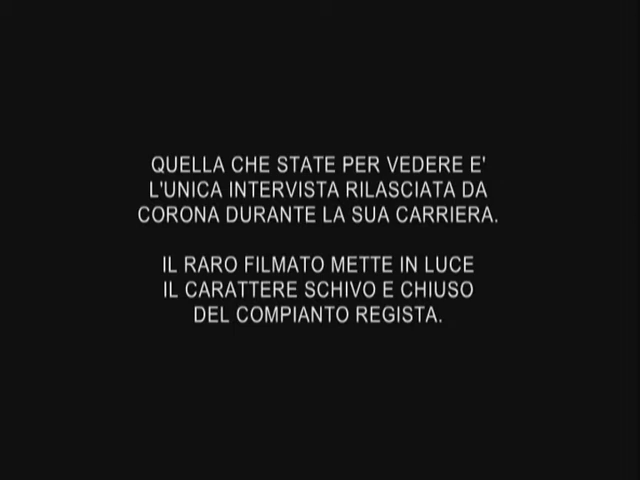 QUELLA CHE STATE PER VEDERE E'
L'UNICA INTERVISTA RILASCIATA DA
CORONA DURANTE LA SUA CARRIERA.
IL RARO FILMATO METTE IN LUCE
IL CARATTERE SCHIVO E CHIUSO
DEL COMPIANTO REGISTA.